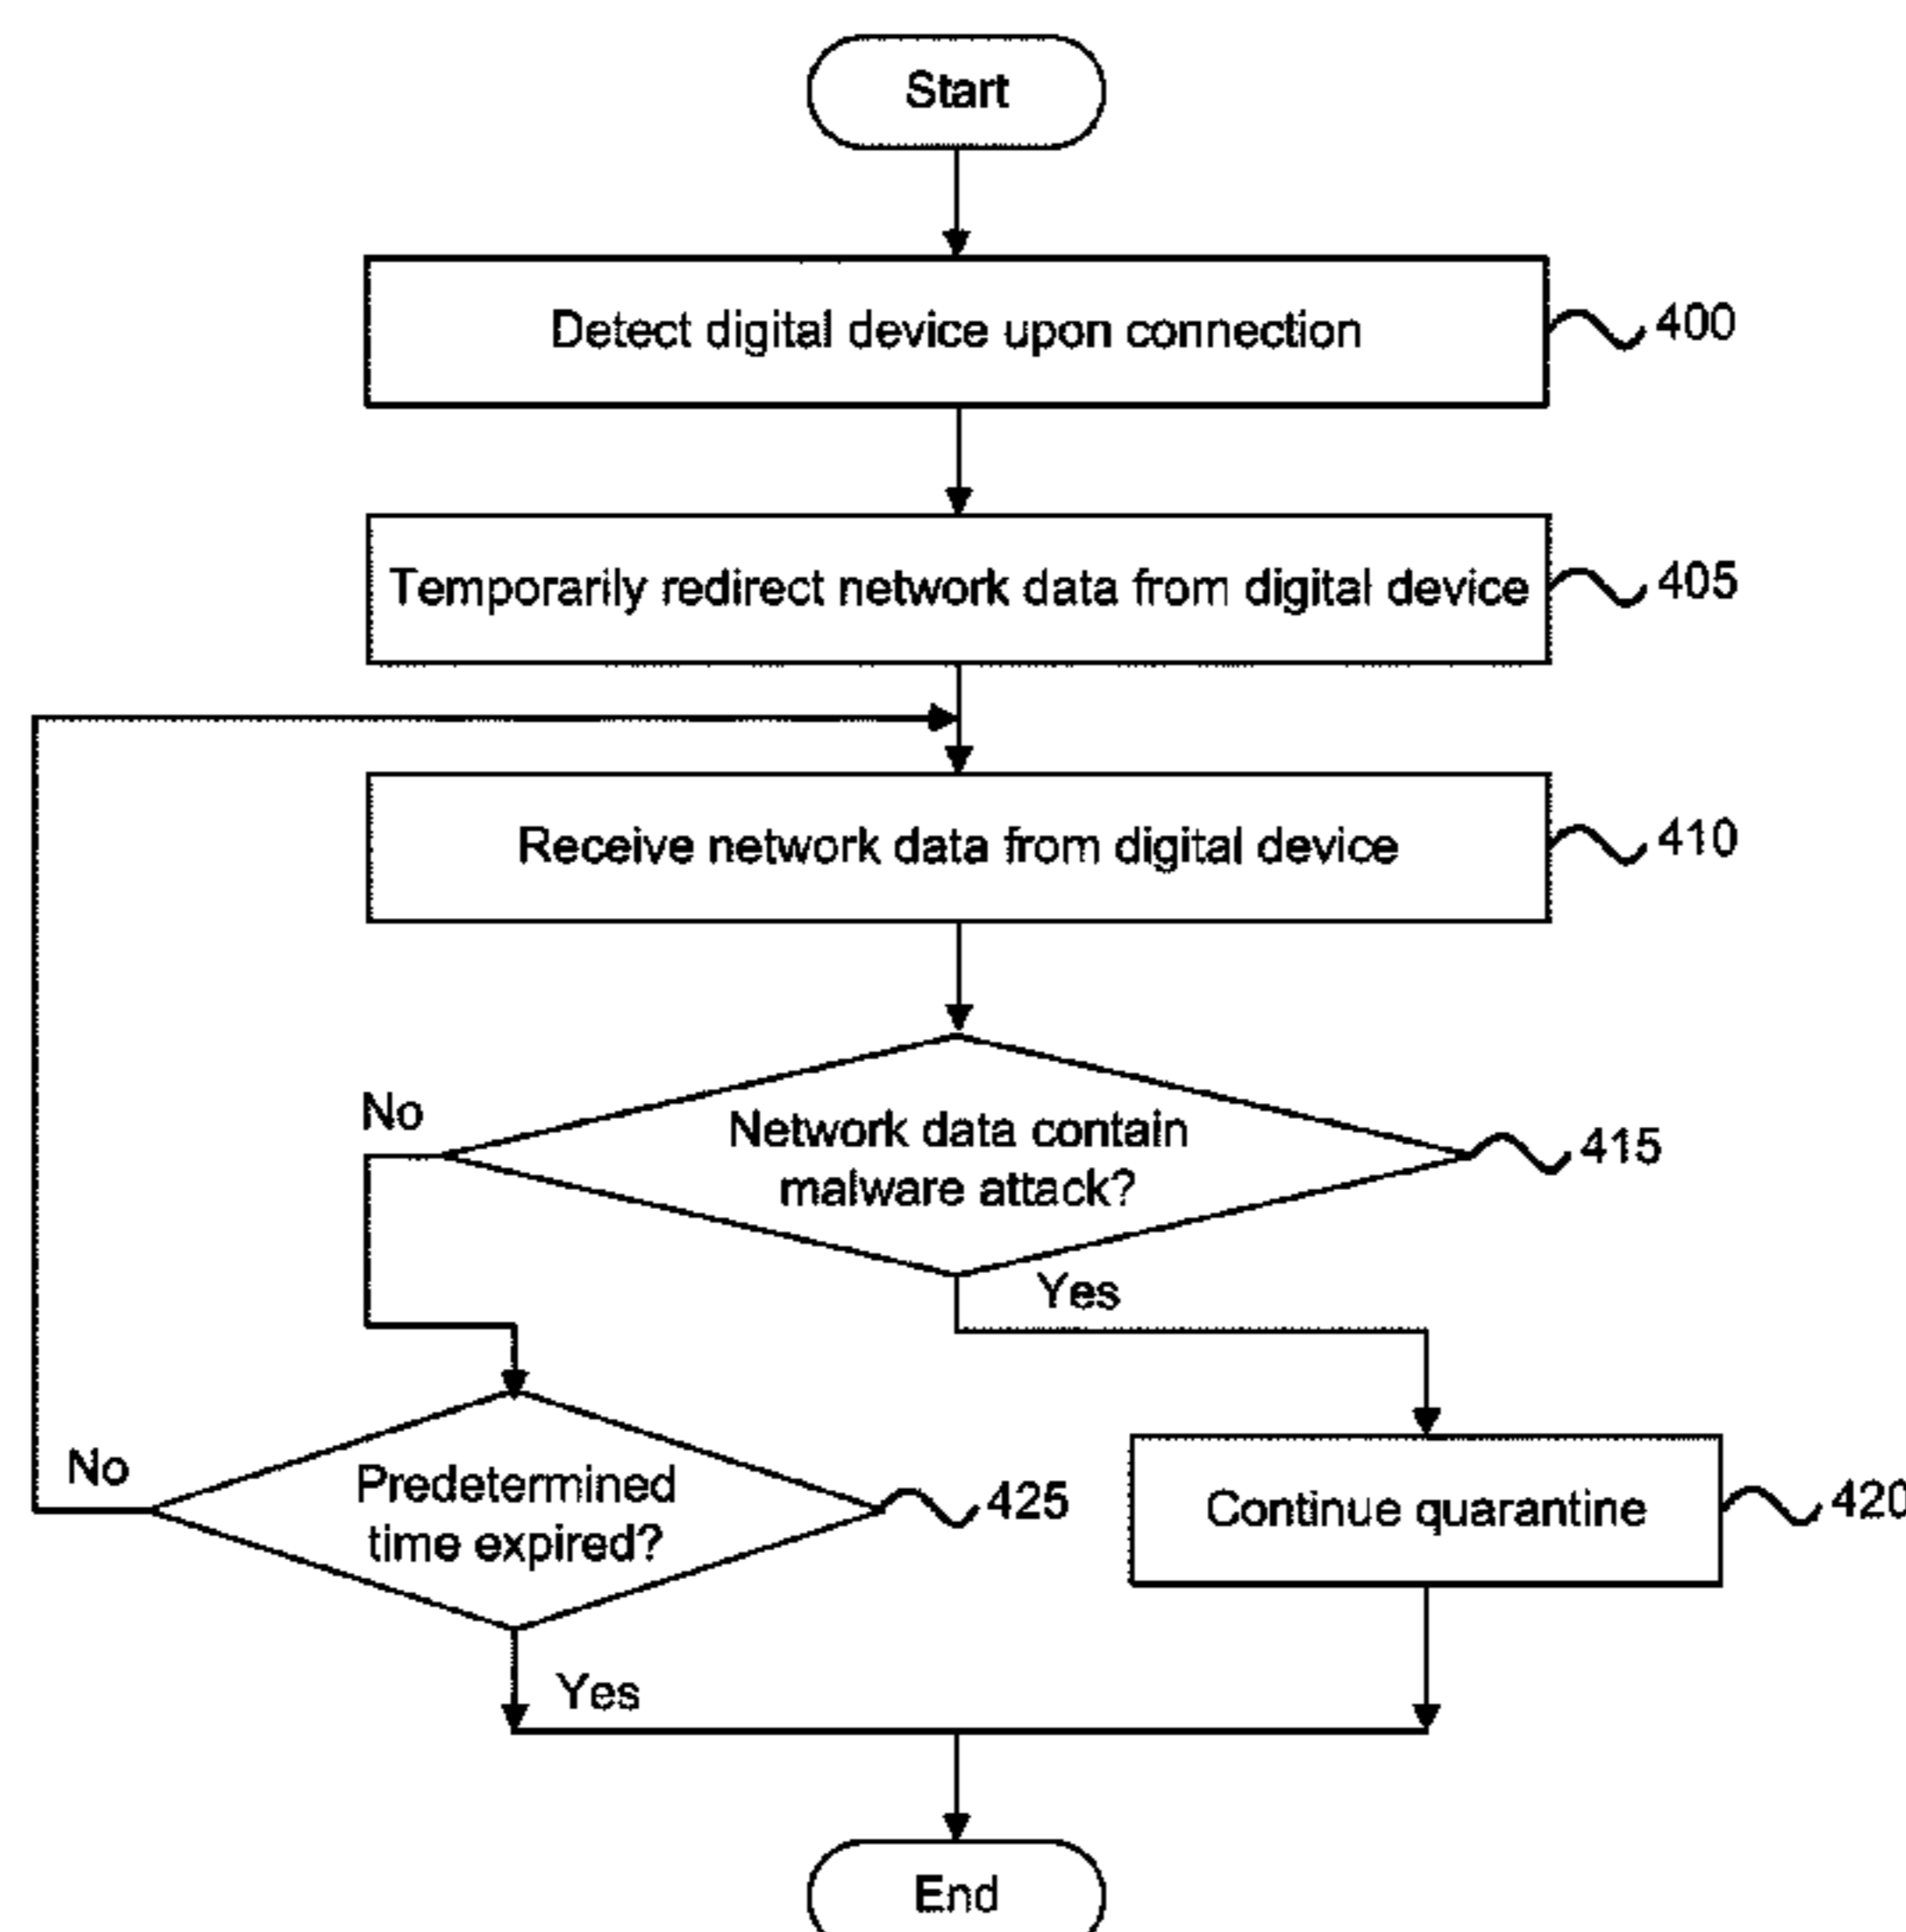 Start
Detect digital device upon connection
400
Temporarily redirect network data from digital device
405
Receive network data from digital device
410
No
Network data contain
malware attack?
415
Yes
No
Predetermined
time expired?
425
Continue quarantine
420
Yes
End